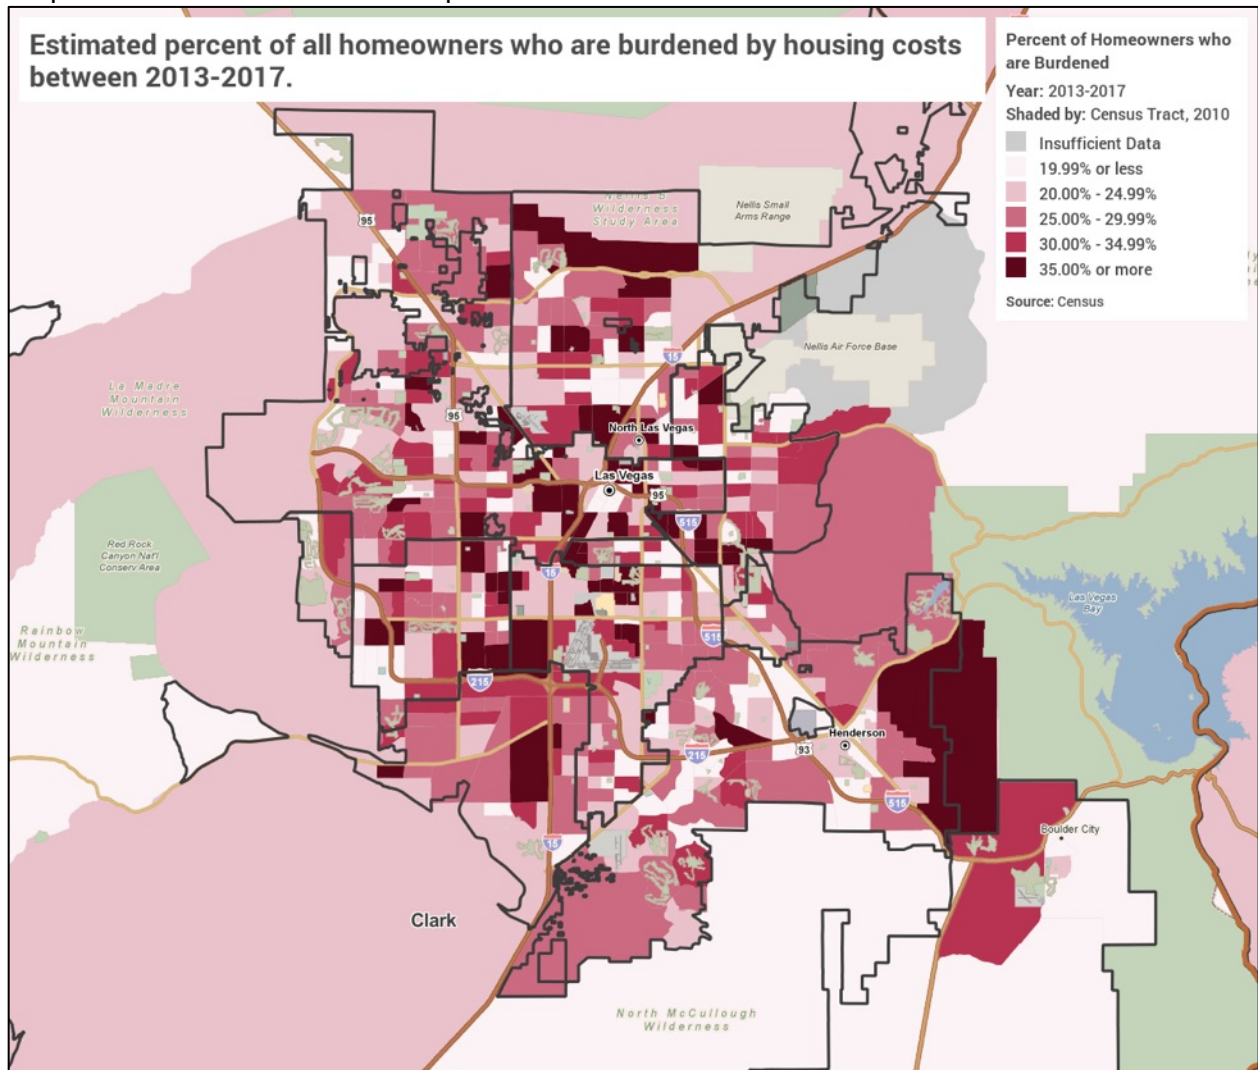 Estimated percent of all homeowners who are burdened by housing costs
between 2013-2017.
Percent of Homeowners who
are Burdened
Year: 2013-2017
Shaded by: Census Tract, 2010
Insufficient Data
19.99% or less
20.00% - 24.99%
25.00% - 29.99%
30.00% - 34.99%
35.00% or more
Source: Census
Wilderness
Study Area
Nellis Small
Arms Range
95
15
Nellis Air Force Base
La Madre
Mountain
Wilderness
95
North Las Vegas
Las Vegas
95
515
Red Rock
Canyon Nat'l
Conserv Area
15
Las Vegas
Bay
Rainbow
Mountain
Wilderness
515
215
Henderson
93
215
515
Boulder City
15
Clark
North McCullough
Wilderness